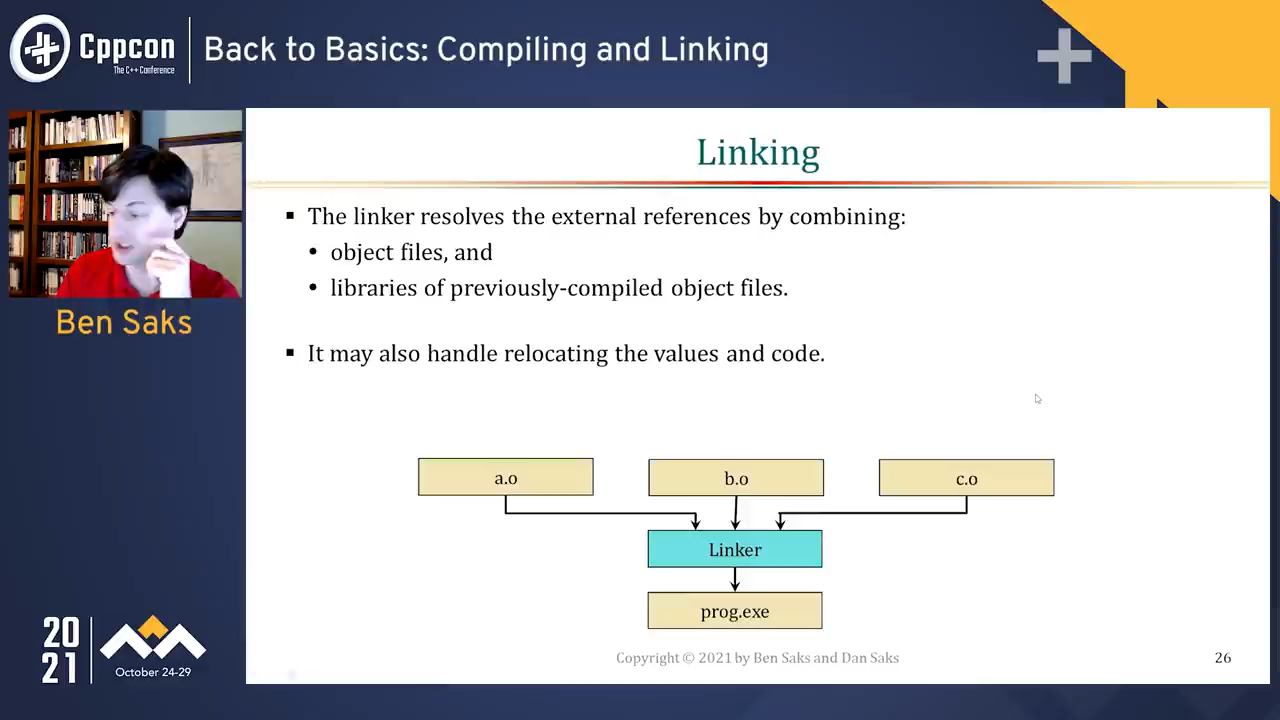 Cppcon
The C++ Conference
Back to Basics: Compiling and Linking
Ben Saks
Linking
▪ The linker resolves the external references by combining:
• object files, and
• libraries of previously-compiled object files.
▪ It may also handle relocating the values and code.
a.o
b.o
c.o
Linker
prog.exe
Copyright © 2021 by Ben Saks and Dan Saks
26
20
21
October 24-29